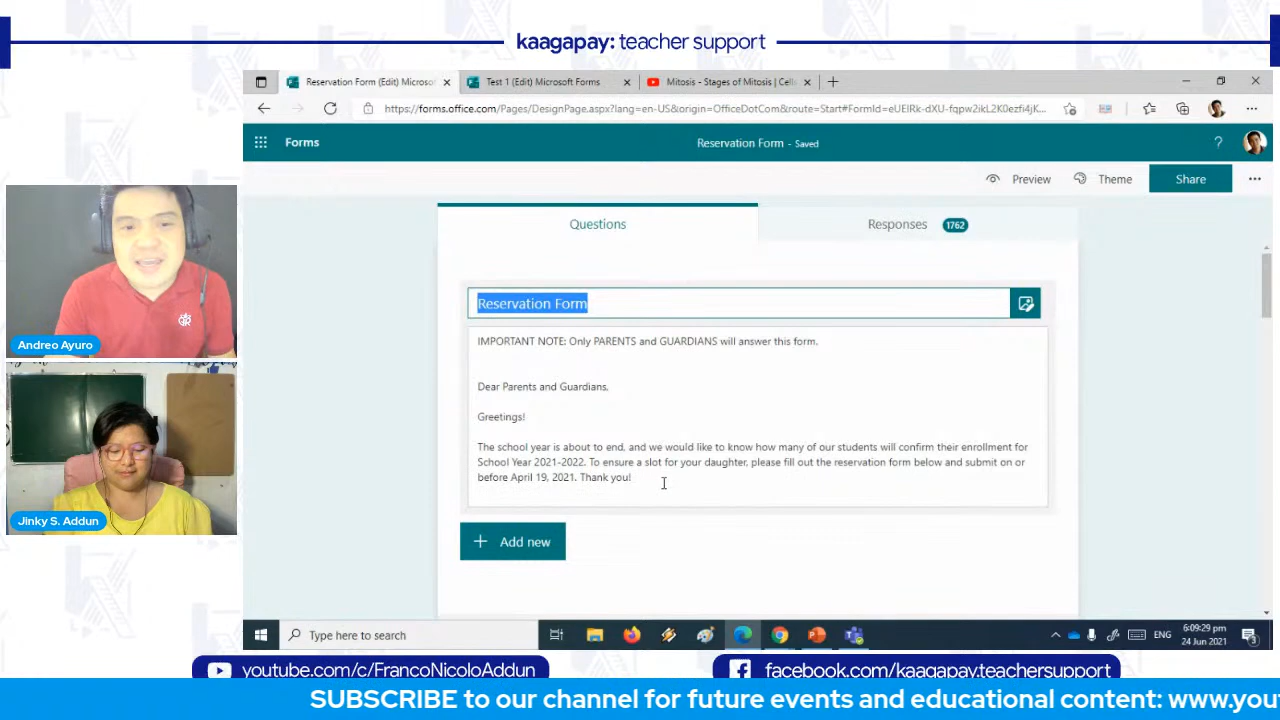 kaagapay: teacher support
Reservation Form (Edit) Microsof
Test 1 (Edit) Microsoft Forms
Mitosis - Stages of Mitosis | Cell
https://forms.office.com/Pages/DesignPage.aspx?lang=en-US&origin=OfficeDotCom&route=Start#FormId=eUElRk-dXU-fqpw2ikL2K0ezfi4jK...
Forms
Reservation Form - Saved
?
Preview
Theme
Share
Questions
Responses 1762
Reservation Form
IMPORTANT NOTE: Only PARENTS and GUARDIANS will answer this form.
Dear Parents and Guardians,
Greetings!
The school year is about to end, and we would like to know how many of our students will confirm their enrollment for
School Year 2021-2022. To ensure a slot for your daughter, please fill out the reservation form below and submit on or
before April 19, 2021. Thank you!
Add new
Andreo Ayuro
Jinky S. Addun
Type here to search
ENG
6:09:29 pm
24 Jun 2021
3
youtube.com/c/FrancoNicoloAddun
facebook.com/kaagapay.teachersupport
SUBSCRIBE to our channel for future events and educational content: www.you